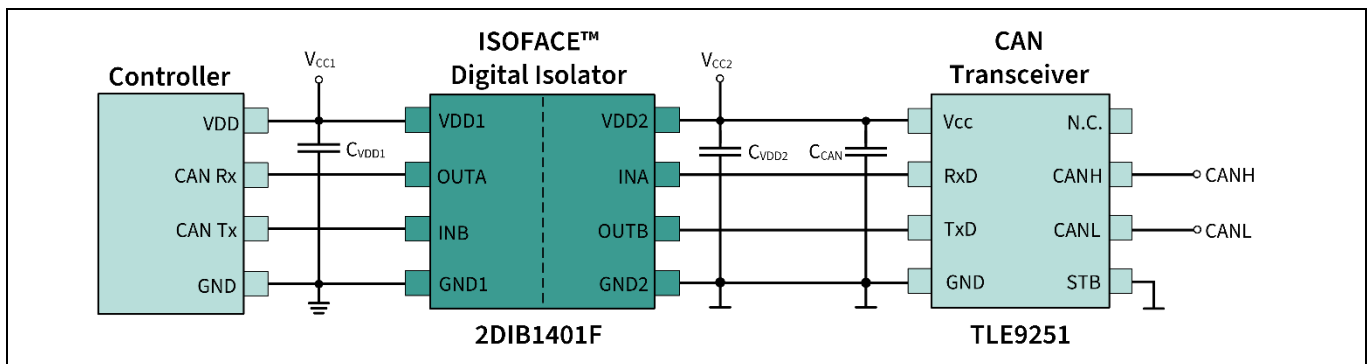 Controller
ISOFACE™
Digital Isolator
CAN
Transceiver
VCC1
VCC2
VDD
CAN Rx
CAN Tx
GND
CVDD1
VDD1
OUTA
INB
GND1
VDD2
INA
OUTB
GND2
CVDD2
CCAN
Vcc
RxD
TxD
GND
N.C.
CANH
CANL
STB
CANH
CANL
2DIB1401F
TLE9251